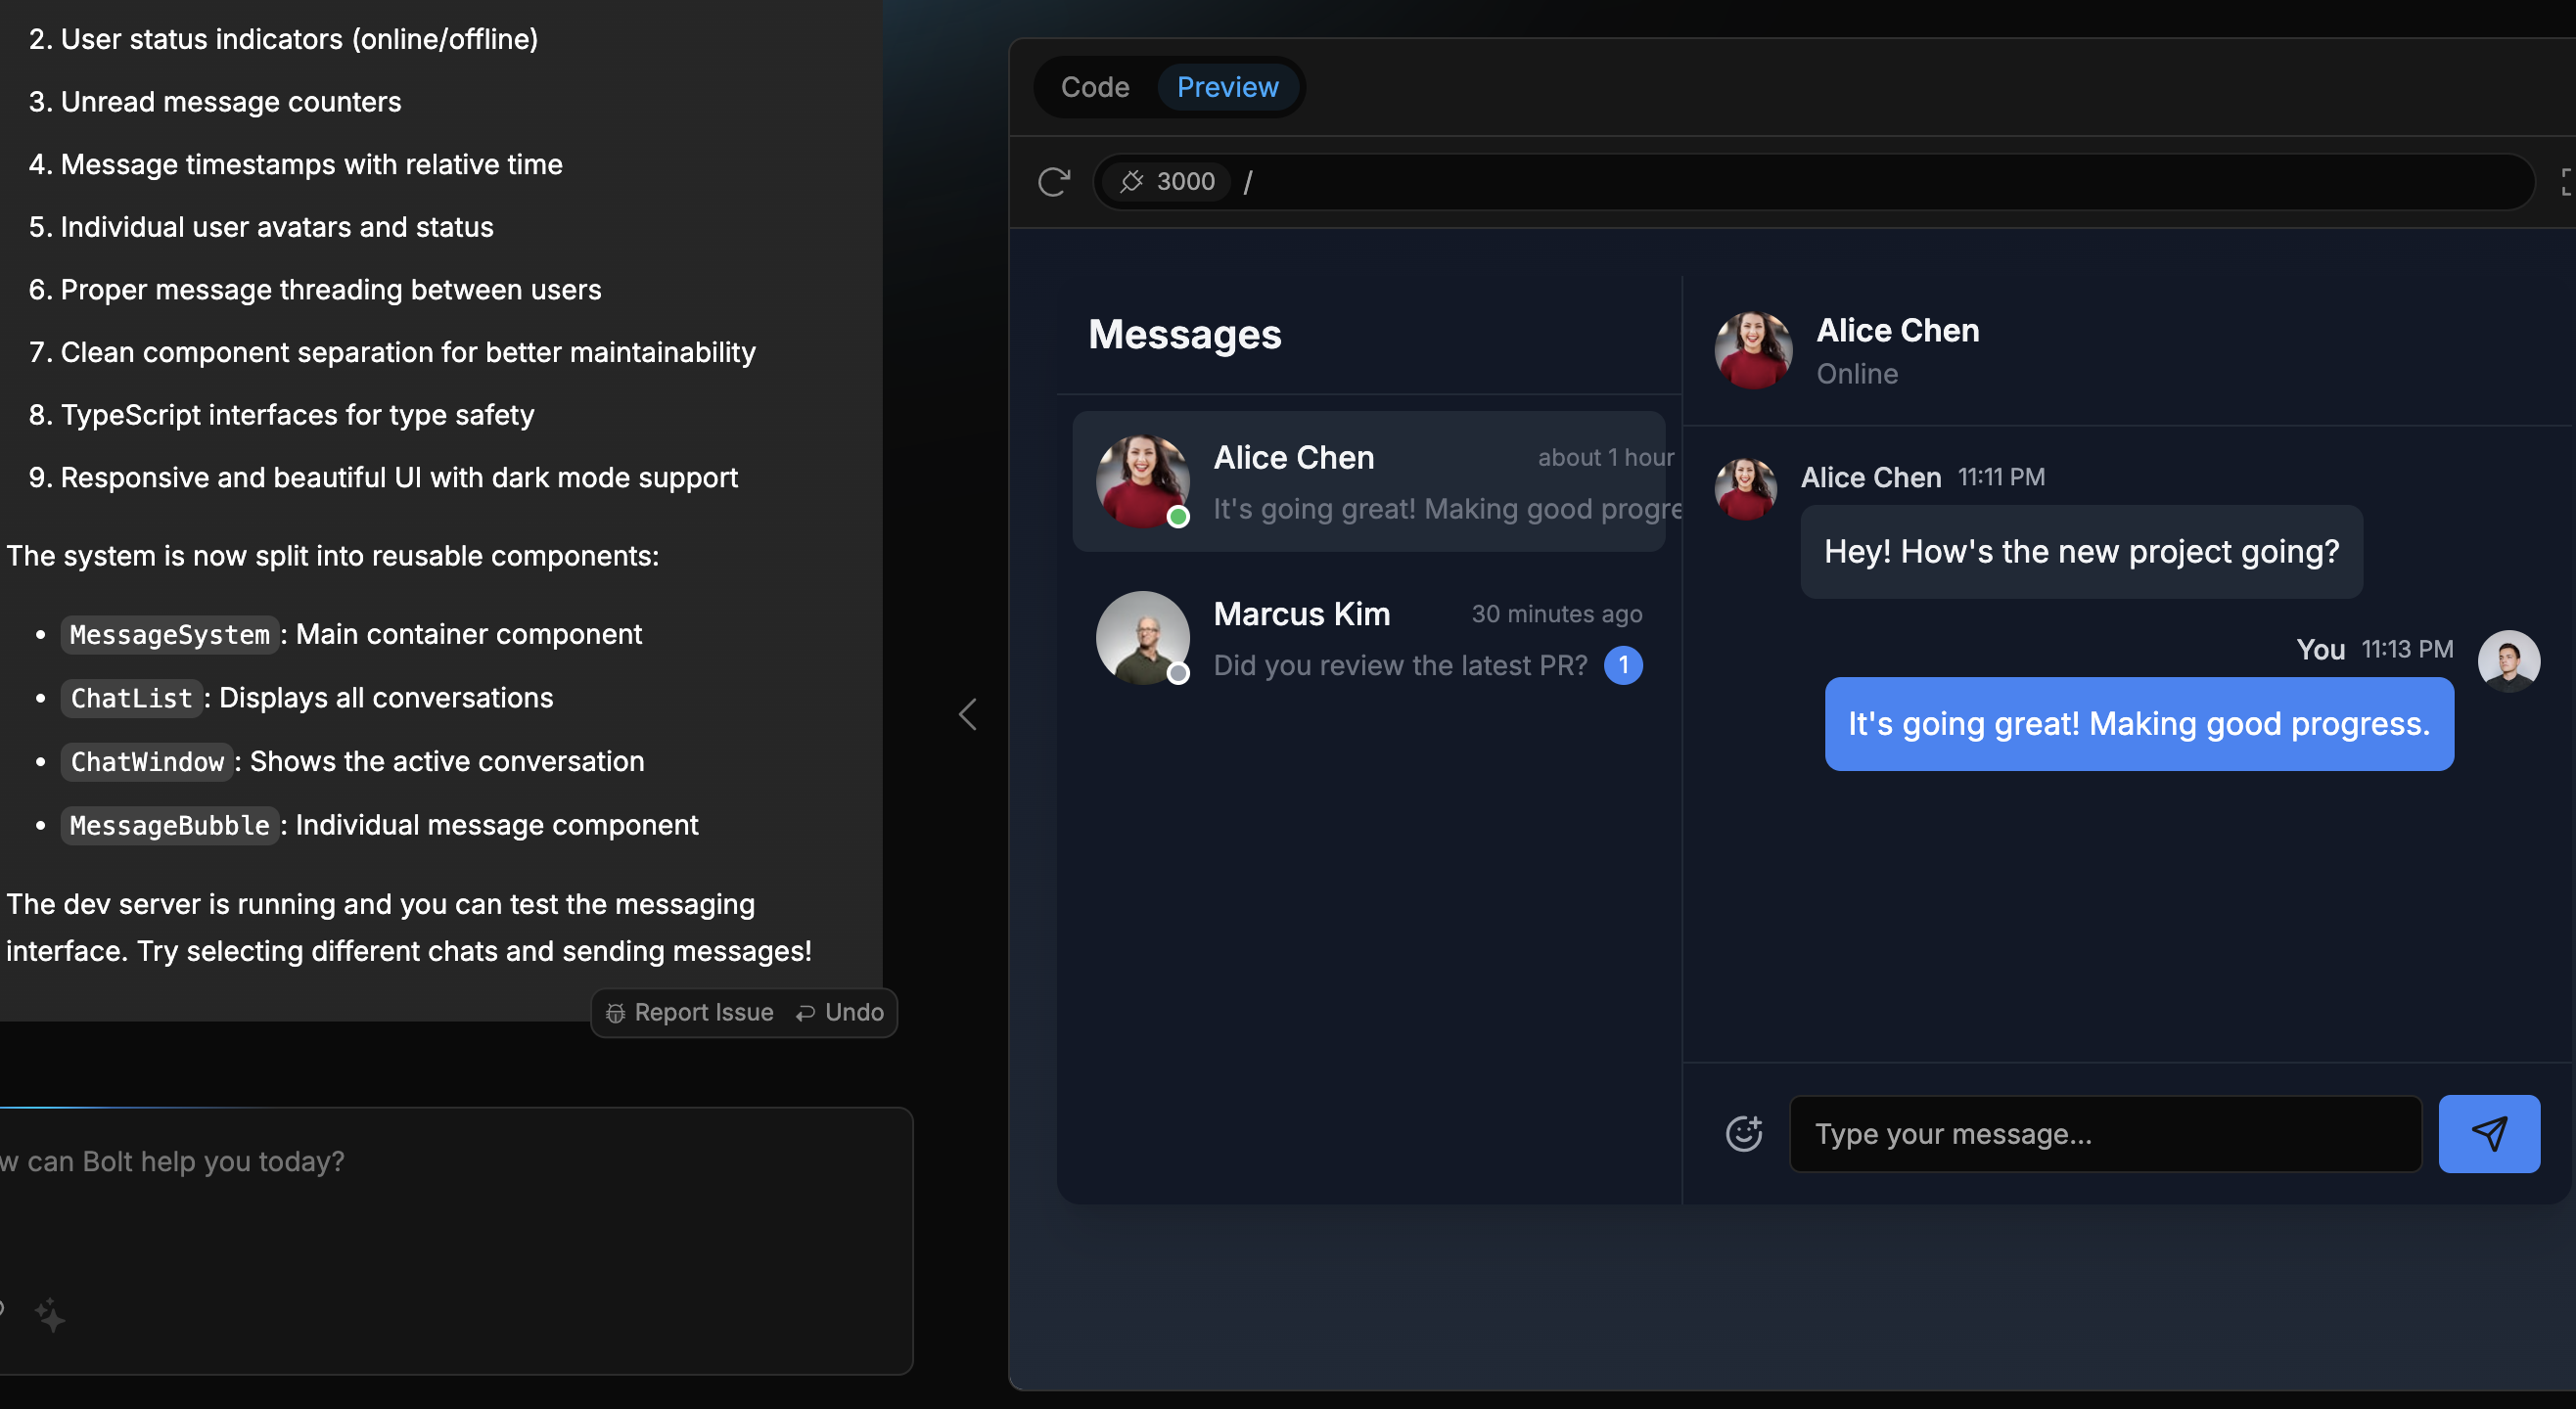 2. User status indicators (online/offline)
3. Unread message counters
4. Message timestamps with relative time
5. Individual user avatars and status
6. Proper message threading between users
7. Clean component separation for better maintainability
8. TypeScript interfaces for type safety
9. Responsive and beautiful UI with dark mode support
The system is now split into reusable components:
• MessageSystem: Main container component
• ChatList: Displays all conversations
• ChatWindow: Shows the active conversation
• MessageBubble: Individual message component
The dev server is running and you can test the messaging
interface. Try selecting different chats and sending messages!
Report Issue Undo
w can Bolt help you today?
Code Preview
3000 /
Messages
Alice Chen about 1 hour
It's going great! Making good progre
Marcus Kim 30 minutes ago
Did you review the latest PR? 1
Alice Chen
Online
Alice Chen 11:11 PM
Hey! How's the new project going?
You 11:13 PM
It's going great! Making good progress.
Type your message...